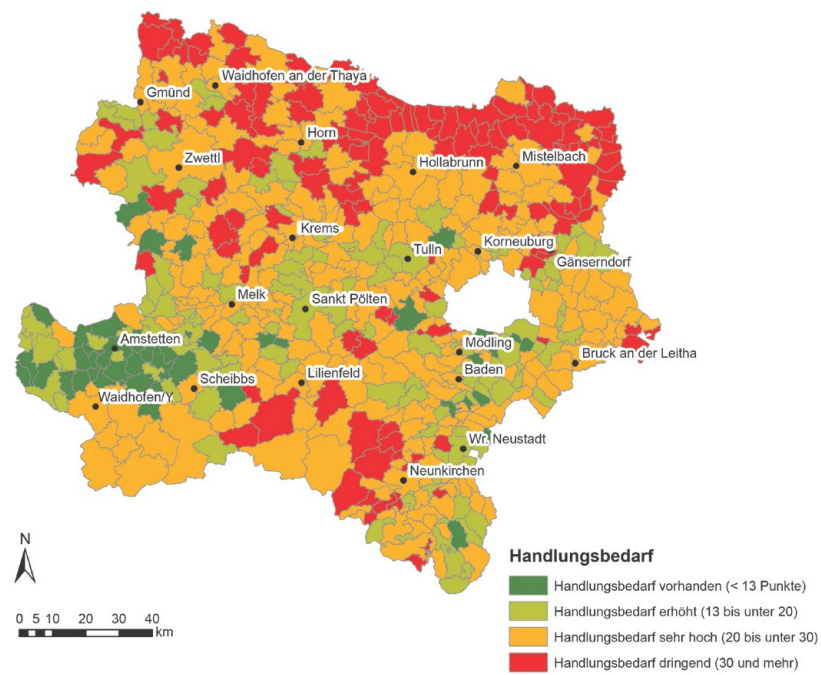 Waidhofen an der Thaya
Gmünd
Horn
Zwettl
Hollabrunn
Mistelbach
Krems
Tulln
Korneuburg
Gänserndorf
Melk
Sankt Pölten
Amstetten
Mödling
Bruck an der Leitha
Scheibbs
Lilienfeld
Baden
Waidhofen/Y
Wr. Neustadt
Neunkirchen
N
0 5 10 20 30 40
km
Handlungsbedarf
Handlungsbedarf vorhanden (< 13 Punkte)
Handlungsbedarf erhöht (13 bis unter 20)
Handlungsbedarf sehr hoch (20 bis unter 30)
Handlungsbedarf dringend (30 und mehr)